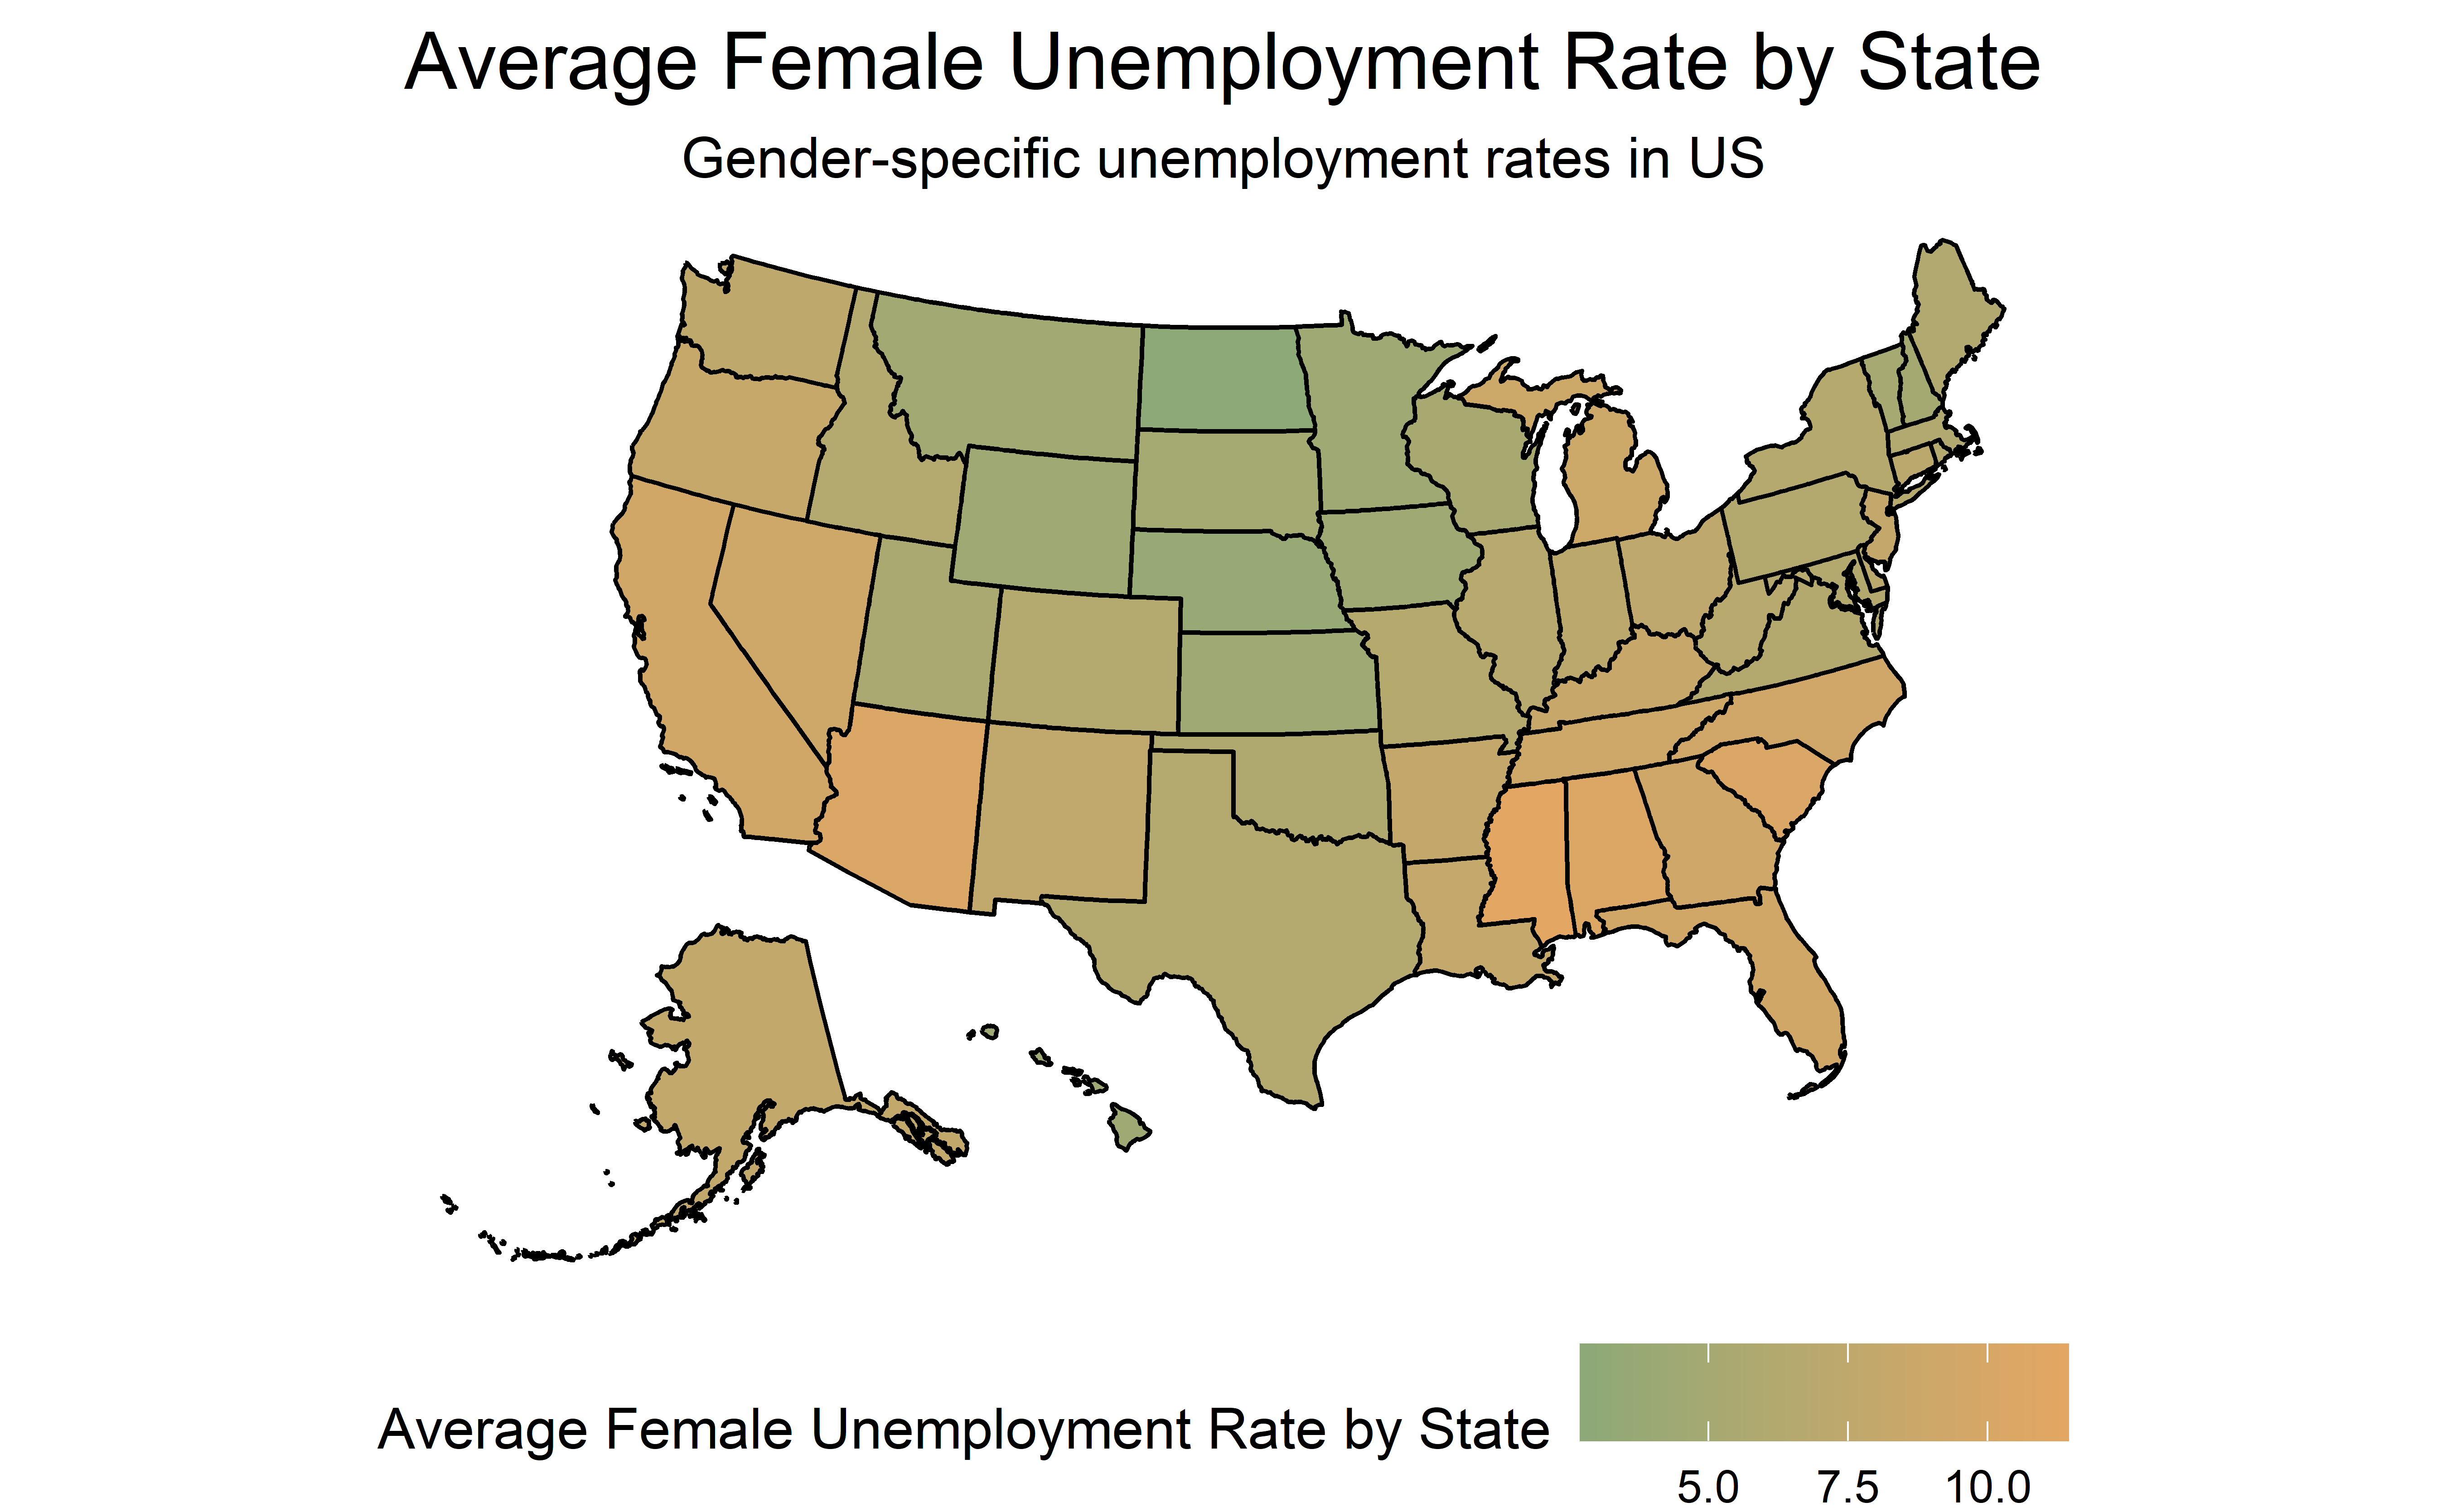 Average Female Unemployment Rate by State
Gender-specific unemployment rates in US
Average Female Unemployment Rate by State
5.0 7.5 10.0